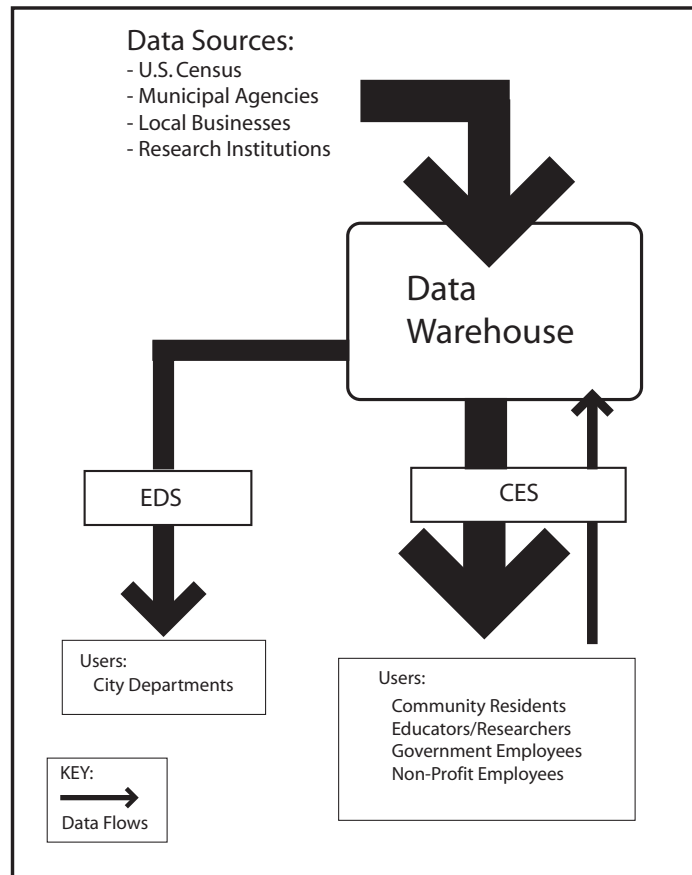 Data Sources:
- U.S. Census
- Municipal Agencies
- Local Businesses
- Research Institutions
Data
Warehouse
EDS
CES
Users:
City Departments
Users:
Community Residents
Educators/Researchers
Government Employees
Non-Profit Employees
KEY:
Data Flows